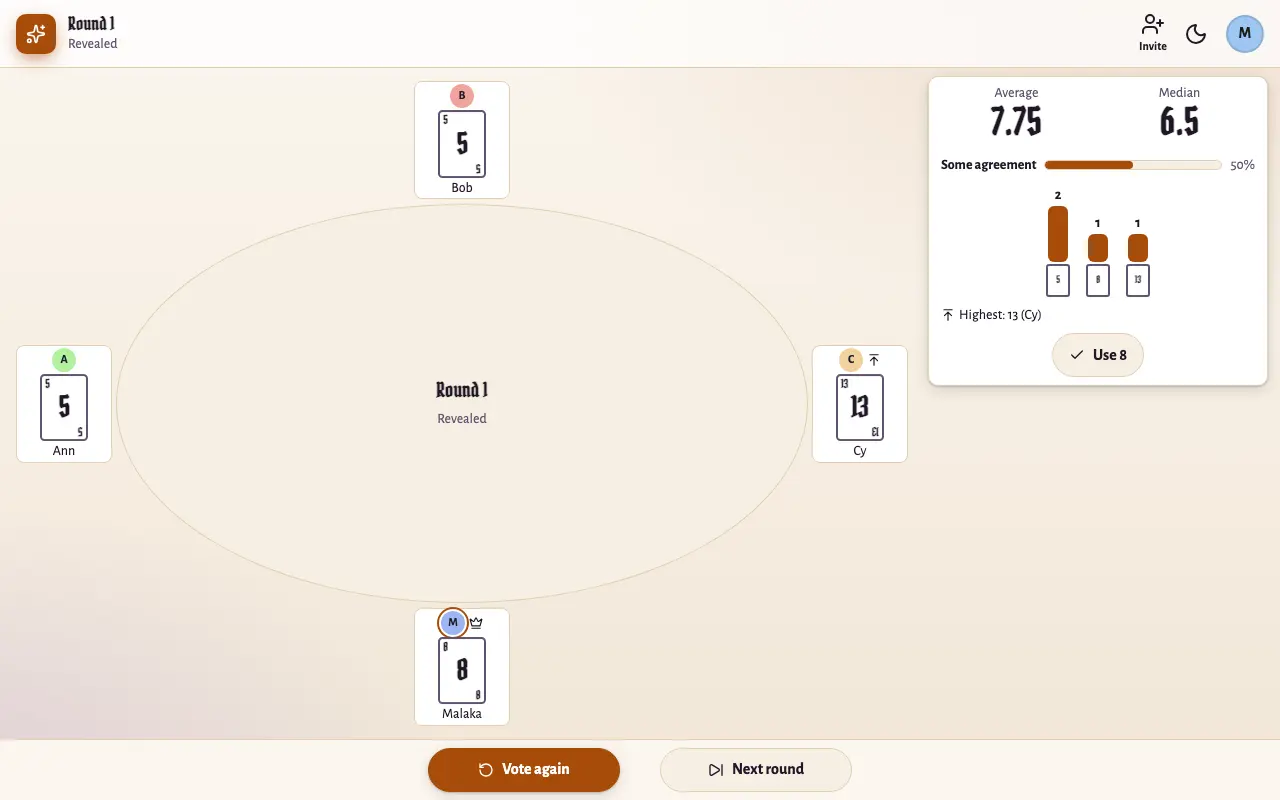 Round 1
Revealed
Invite
M
B
5
5
5
Bob
A
5
5
5
Ann
Round 1
Revealed
C
13
13
13
Cy
M
8
8
8
Malaka
Average
7.75
Median
6.5
Some agreement
50%
2
1
1
5
8
13
Highest: 13 (Cy)
Use 8
Vote again
Next round